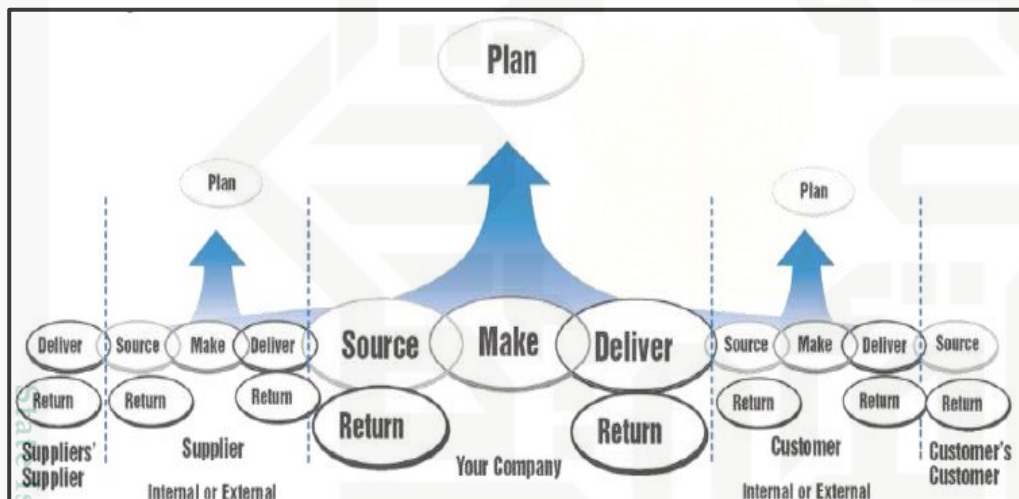 Plan
Plan
Plan
Deliver
Source
Make
Deliver
Source
Make
Deliver
Source
Make
Deliver
Source
Return
Return
Return
Return
Return
Return
Return
Return
Suppliers'
Supplier
Supplier
Your Company
Customer
Customer's
Customer
Internal or External
Internal or External